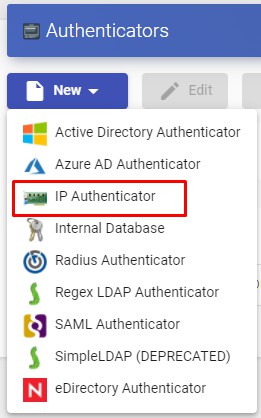 Authenticators
New
Edit
Active Directory Authenticator
Azure AD Authenticator
IP Authenticator
Internal Database
Radius Authenticator
Regex LDAP Authenticator
SAML Authenticator
SimpleLDAP (DEPRECATED)
eDirectory Authenticator